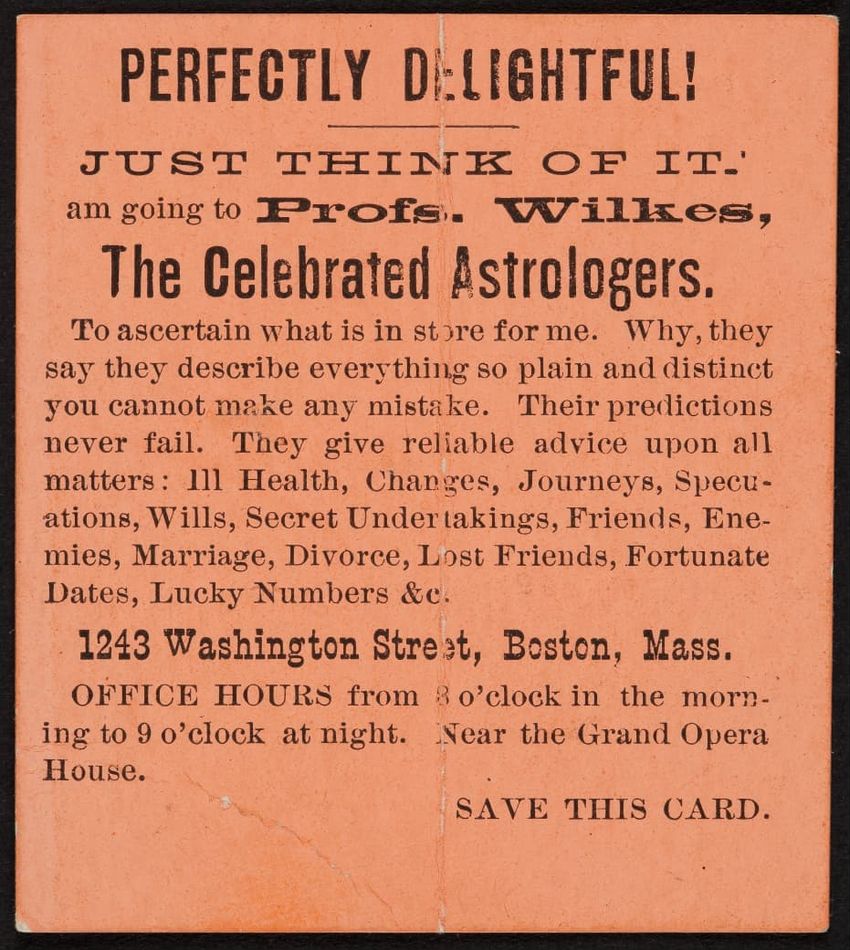 PERFECTLY DELIGHTFUL!
JUST THINK OF IT.'
am going to Profs. Wilkes,
The Celebrated Astrologers.
To ascertain what is in store for me. Why, they
say they describe everything so plain and distinct
you cannot make any mistake. Their predictions
never fail. They give reliable advice upon all
matters: Ill Health, Changes, Journeys, Specu-
ations, Wills, Secret Undertakings, Friends, Ene-
mies, Marriage, Divorce, Lost Friends, Fortunate
Dates, Lucky Numbers &c.
1243 Washington Street, Boston, Mass.
OFFICE HOURS from 8 o'clock in the morn-
ing to 9 o'clock at night. Near the Grand Opera
House.
SAVE THIS CARD.